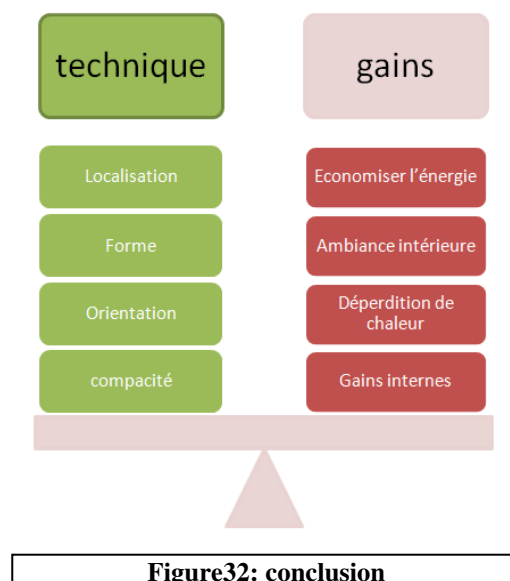 technique
gains
Localisation
Forme
Orientation
compacité
Economiser l'énergie
Ambiance intérieure
Déperdition de
chaleur
Gains internes
Figure32: conclusion